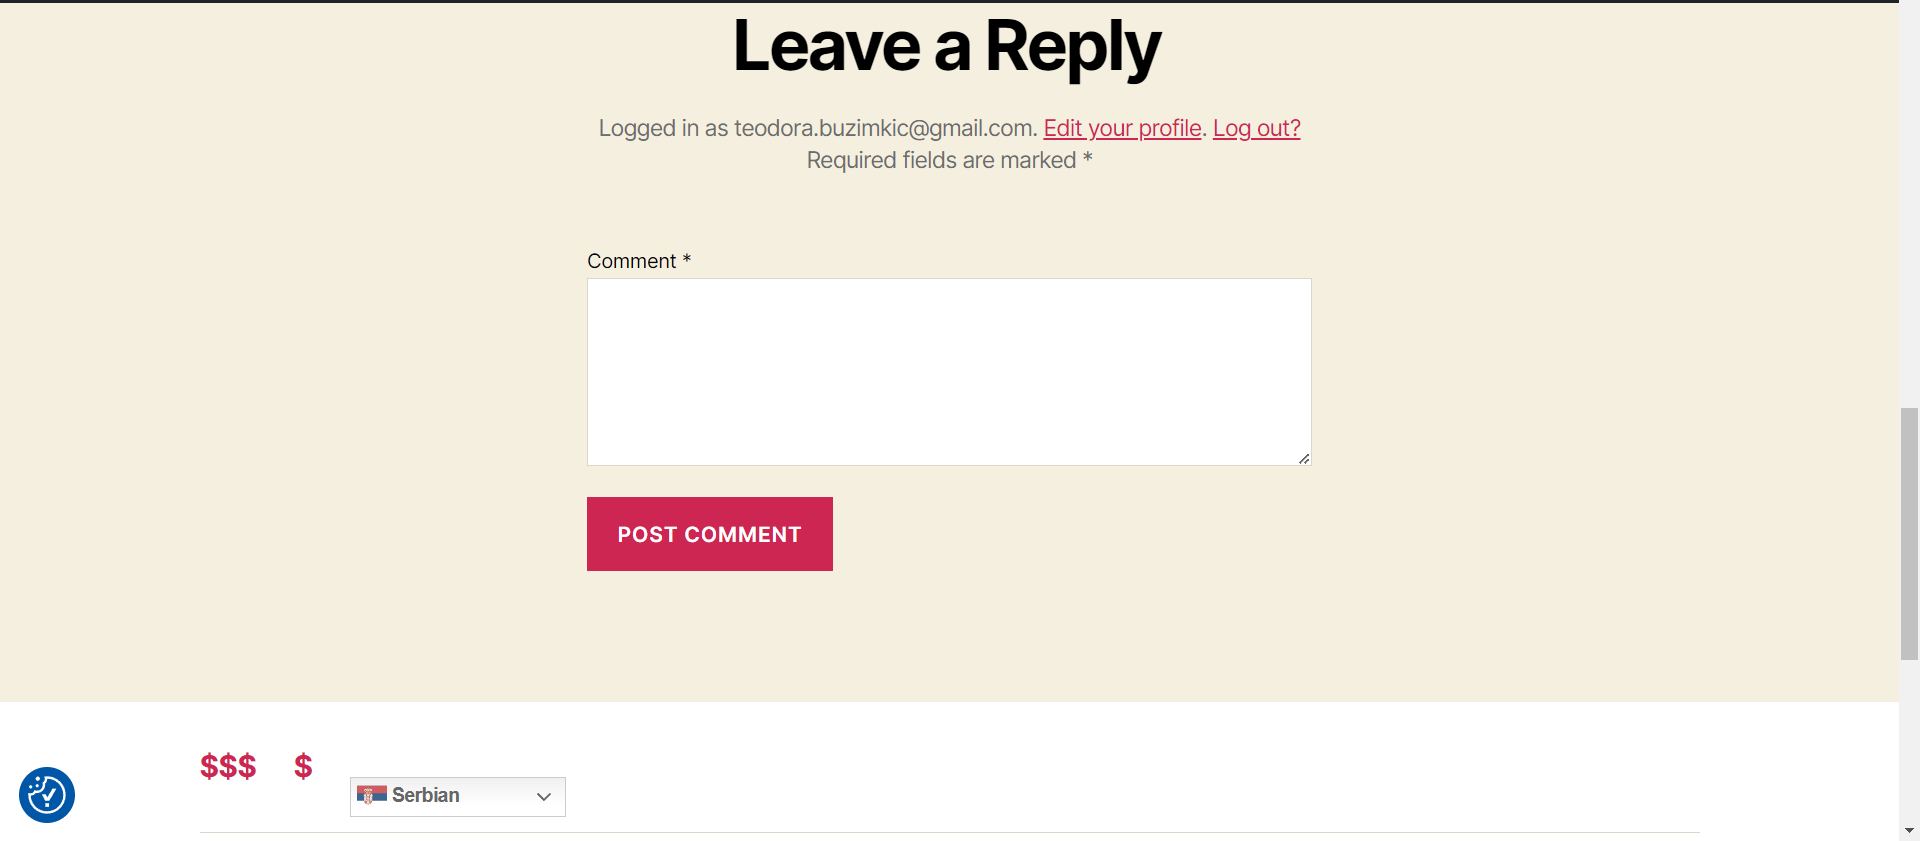 Leave a Reply
Logged in as teodora.buzimkic@gmail.com. Edit your profile. Log out?
Required fields are marked *
Comment *
POST COMMENT
$$$ $
Serbian